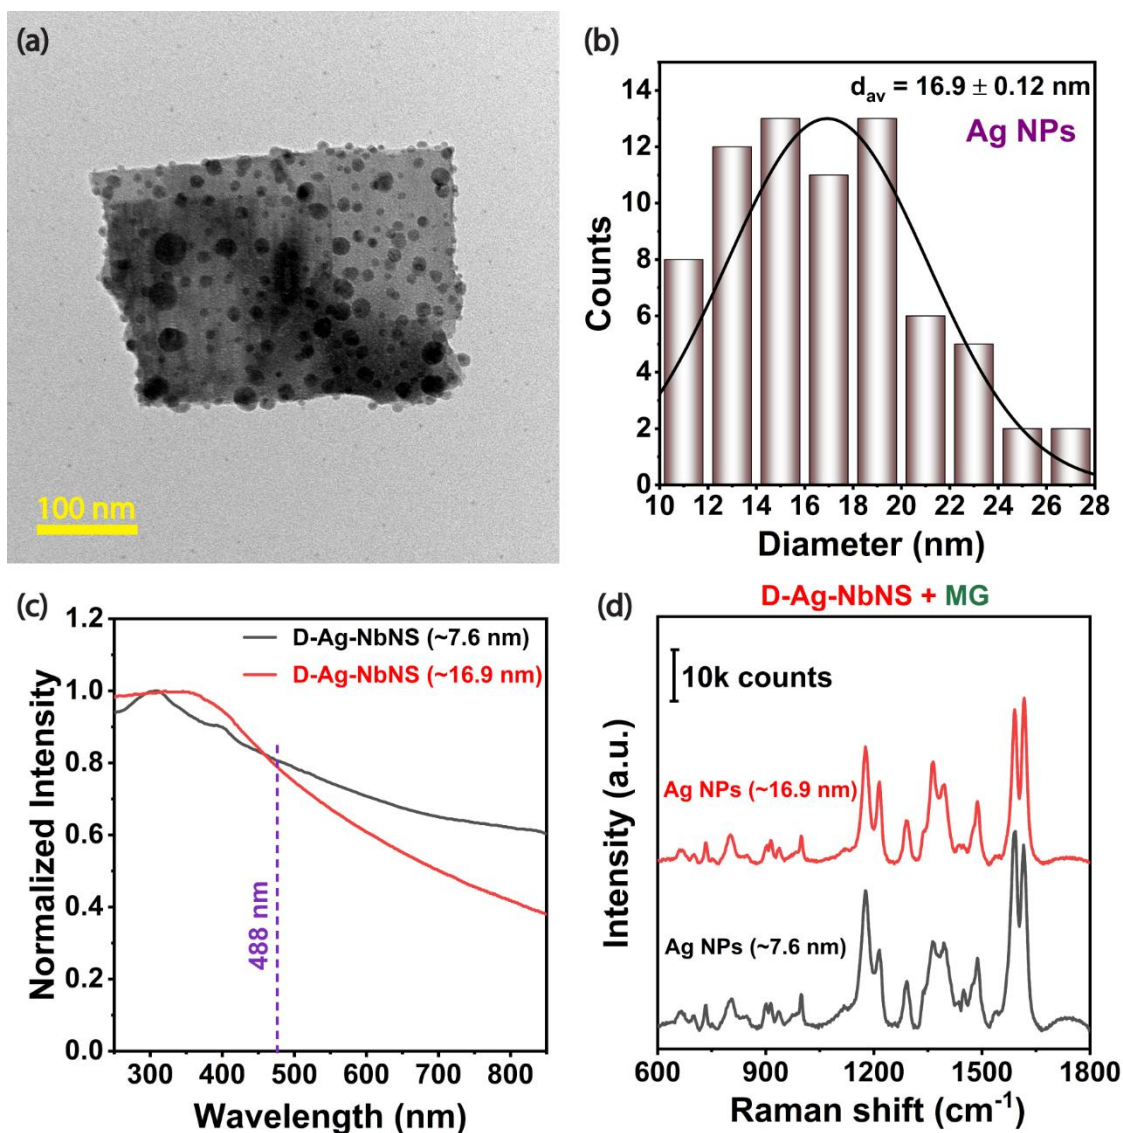 (a)
100 nm
(b)
d_av = 16.9 ± 0.12 nm
Ag NPs
14
12
10
8
6
4
2
0
Counts
10 12 14 16 18 20 22 24 26 28
Diameter (nm)
(c)
1.2
1.0
0.8
0.6
0.4
0.2
0.0
Normalized Intensity
D-Ag-NbNS (~7.6 nm)
D-Ag-NbNS (~16.9 nm)
488 nm
300 400 500 600 700 800
Wavelength (nm)
(d)
D-Ag-NbNS + MG
10k counts
Ag NPs (~16.9 nm)
Ag NPs (~7.6 nm)
Intensity (a.u.)
600 900 1200 1500 1800
Raman shift (cm⁻¹)